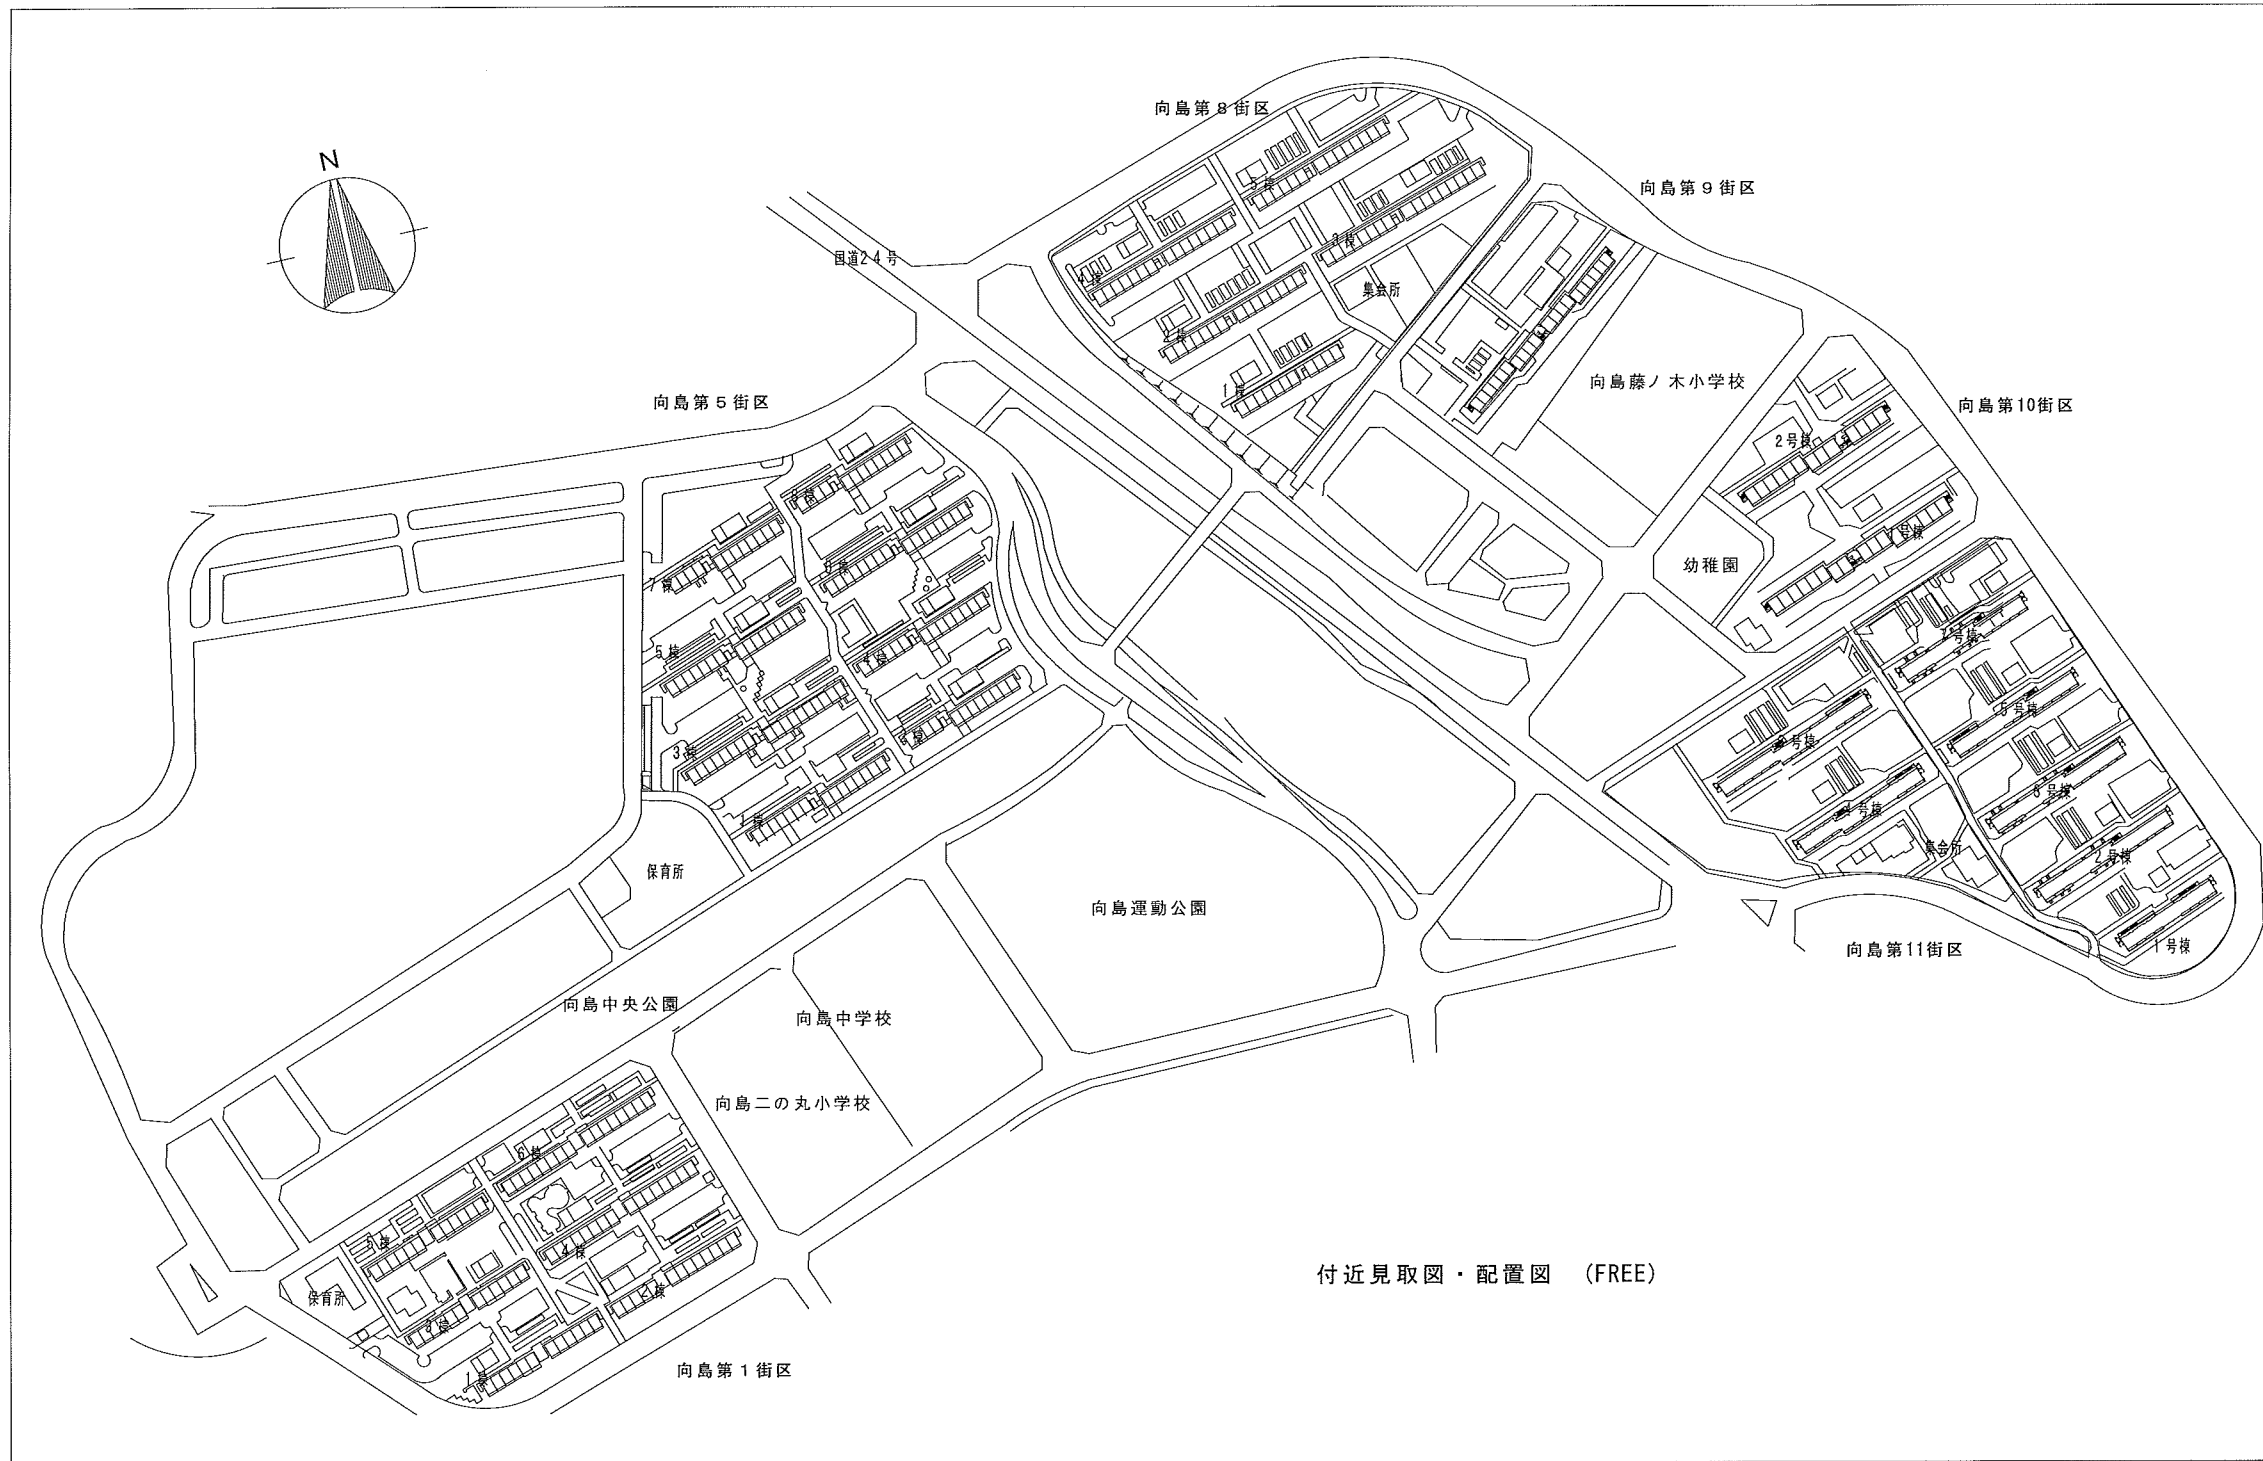 N
向島第8街区
向島第9街区
国道24号
5棟
3棟
4棟
集会所
2棟
1棟
向島藤ノ木小学校
向島第5街区
向島第10街区
2号棟
1号棟
幼稚園
8棟
7棟
6棟
5棟
4棟
3棟
2棟
1棟
保育所
7号棟
5号棟
6号棟
3号棟
4号棟
集会所
2号棟
1号棟
向島運動公園
向島第11街区
向島中央公園
向島中学校
向島二の丸小学校
6棟
5棟
4棟
保育所
3棟
2棟
1棟
付近見取図・配置図 (FREE)
向島第1街区